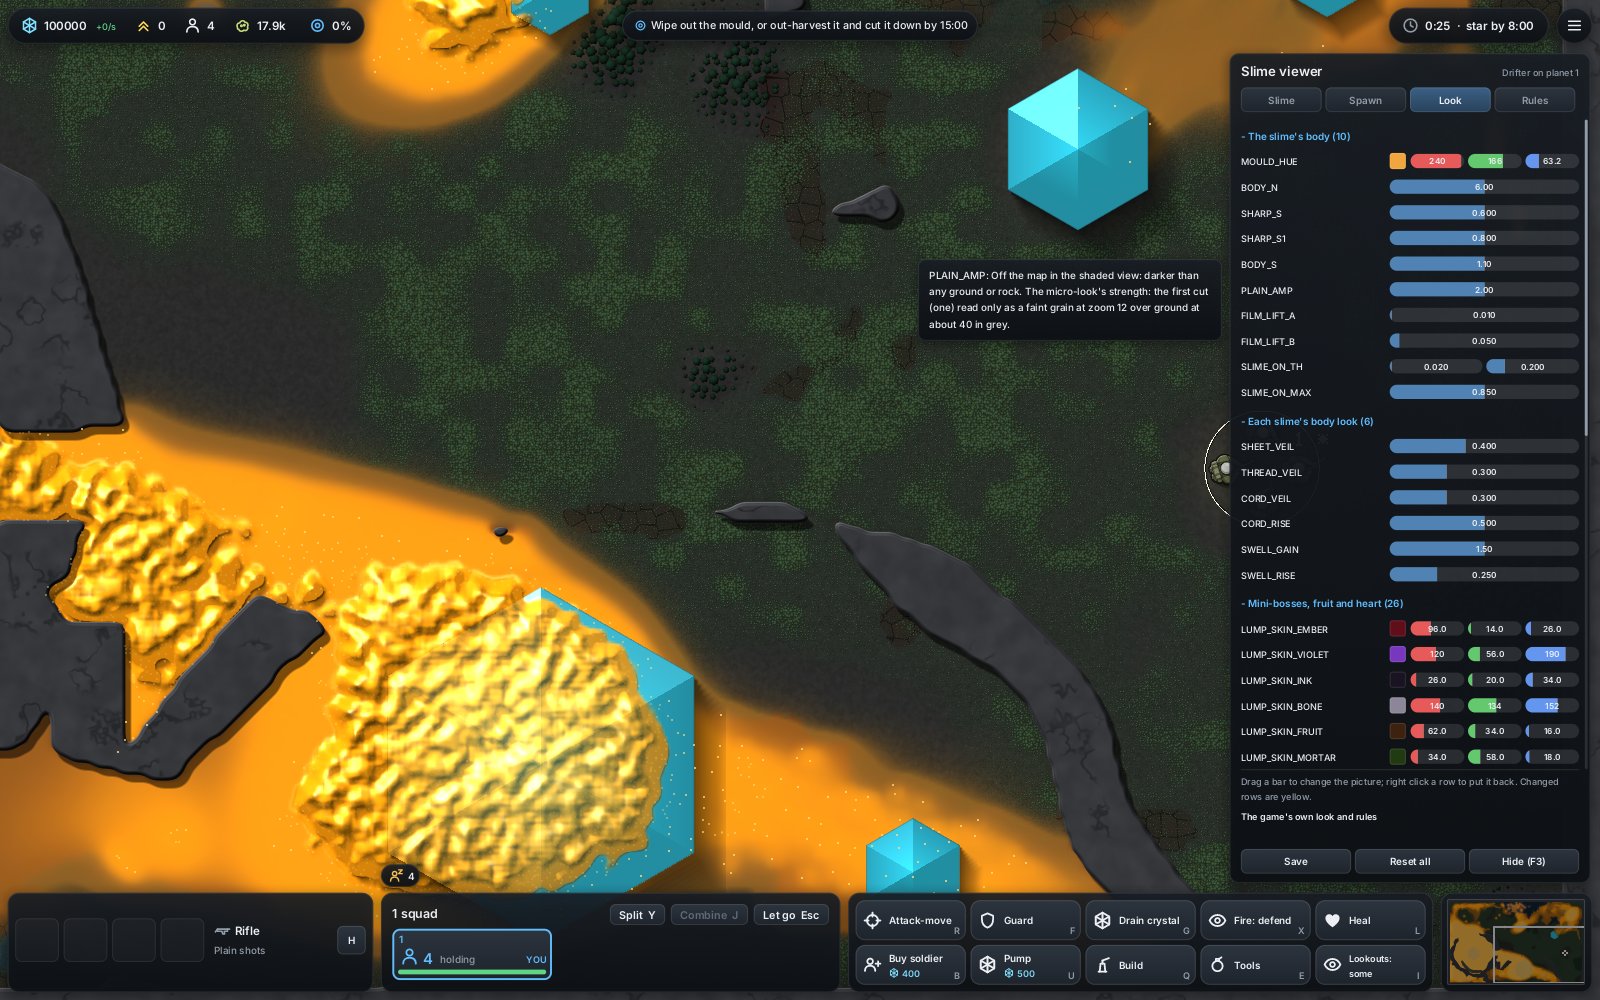 100000 +0/s 0 4 17.9k 0%
Wipe out the mould, or out-harvest it and cut it down by 15:00
0:25 · star by 8:00
Slime viewer
Drifter on planet 1
Slime Spawn Look Rules
- The slime's body (10)
MOULD_HUE 240 166 63.2
BODY_N 6.00
SHARP_S 0.600
SHARP_S1 0.800
BODY_S 1.10
PLAIN_AMP 2.00
FILM_LIFT_A 0.010
FILM_LIFT_B 0.050
SLIME_ON_TH 0.020 0.200
SLIME_ON_MAX 0.850
PLAIN_AMP: Off the map in the shaded view: darker than
any ground or rock. The micro-look's strength: the first cut
(one) read only as a faint grain at zoom 12 over ground at
about 40 in grey.
- Each slime's body look (6)
SHEET_VEIL 0.400
THREAD_VEIL 0.300
CORD_VEIL 0.300
CORD_RISE 0.500
SWELL_GAIN 1.50
SWELL_RISE 0.250
- Mini-bosses, fruit and heart (26)
LUMP_SKIN_EMBER 96.0 14.0 26.0
LUMP_SKIN_VIOLET 120 56.0 190
LUMP_SKIN_INK 26.0 20.0 34.0
LUMP_SKIN_BONE 140 134 152
LUMP_SKIN_FRUIT 62.0 34.0 16.0
LUMP_SKIN_MORTAR 34.0 58.0 18.0
Drag a bar to change the picture; right click a row to put it back. Changed
rows are yellow.
The game's own look and rules
Save Reset all Hide (F3)
4
Rifle
Plain shots
H
1 squad
Split Y Combine J Let go Esc
1
4 holding YOU
Attack-move R
Guard F
Drain crystal G
Fire: defend X
Heal L
Buy soldier
400 B
Pump
500 U
Build Q
Tools E
Lookouts:
some I